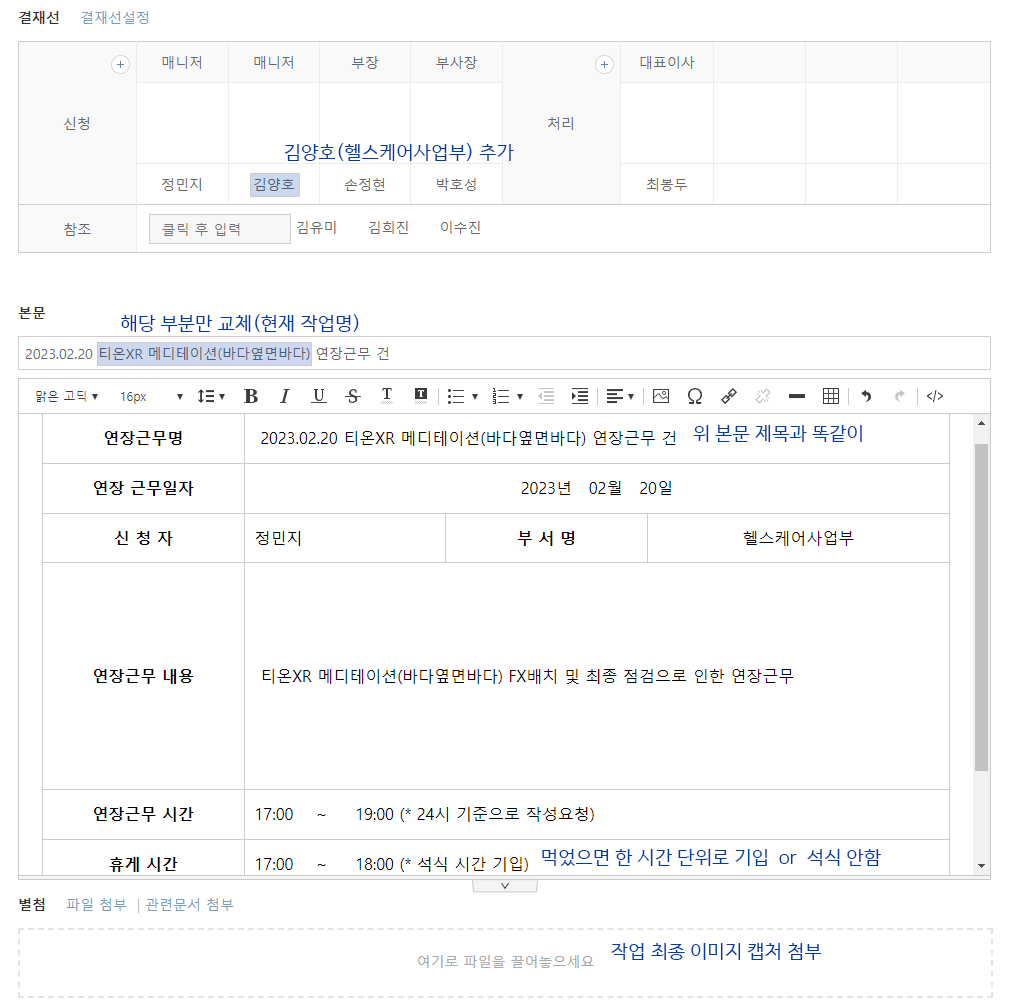 결재선 결재선설정
매니저 매니저 부장 부사장 대표이사
신청 처리
김양호(헬스케어사업부) 추가
정민지 김양호 손정현 박호성 최봉두
참조 클릭 후 입력 김유미 김희진 이수진
본문
해당 부분만 교체(현재 작업명)
2023.02.20 티온XR 메디테이션(바다옆면바다) 연장근무 건
맑은 고딕 16px
연장근무명 2023.02.20 티온XR 메디테이션(바다옆면바다) 연장근무 건 위 본문 제목과 똑같이
연장 근무일자 2023년 02월 20일
신 청 자 정민지 부 서 명 헬스케어사업부
연장근무 내용 티온XR 메디테이션(바다옆면바다) FX배치 및 최종 점검으로 인한 연장근무
연장근무 시간 17:00 ~ 19:00 (* 24시 기준으로 작성요청)
휴게 시간 17:00 ~ 18:00 (* 석식 시간 기입) 먹었으면 한 시간 단위로 기입 or 석식 안함
별첨 파일 첨부 | 관련문서 첨부
여기로 파일을 끌어놓으세요 작업 최종 이미지 캡처 첨부